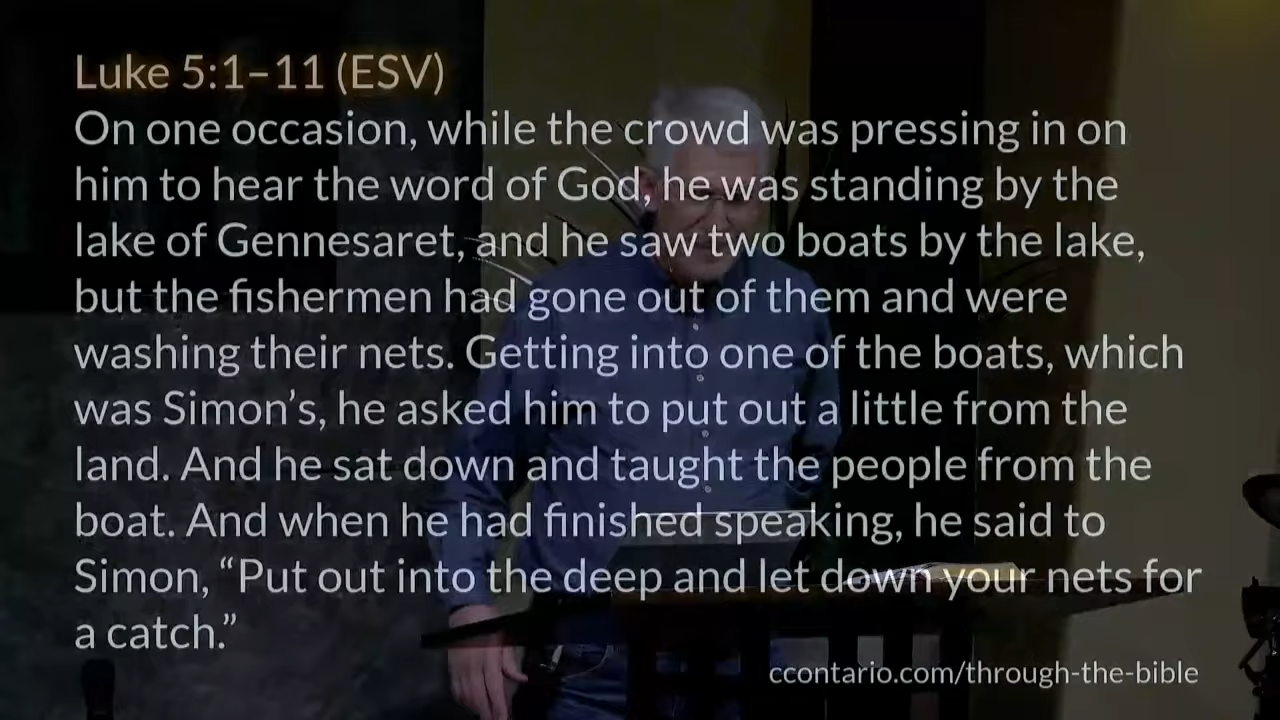 Luke 5:1–11 (ESV)
On one occasion, while the crowd was pressing in on
him to hear the word of God, he was standing by the
lake of Gennesaret, and he saw two boats by the lake,
but the fishermen had gone out of them and were
washing their nets. Getting into one of the boats, which
was Simon’s, he asked him to put out a little from the
land. And he sat down and taught the people from the
boat. And when he had finished speaking, he said to
Simon, “Put out into the deep and let down your nets for
a catch.”
ccontario.com/through-the-bible